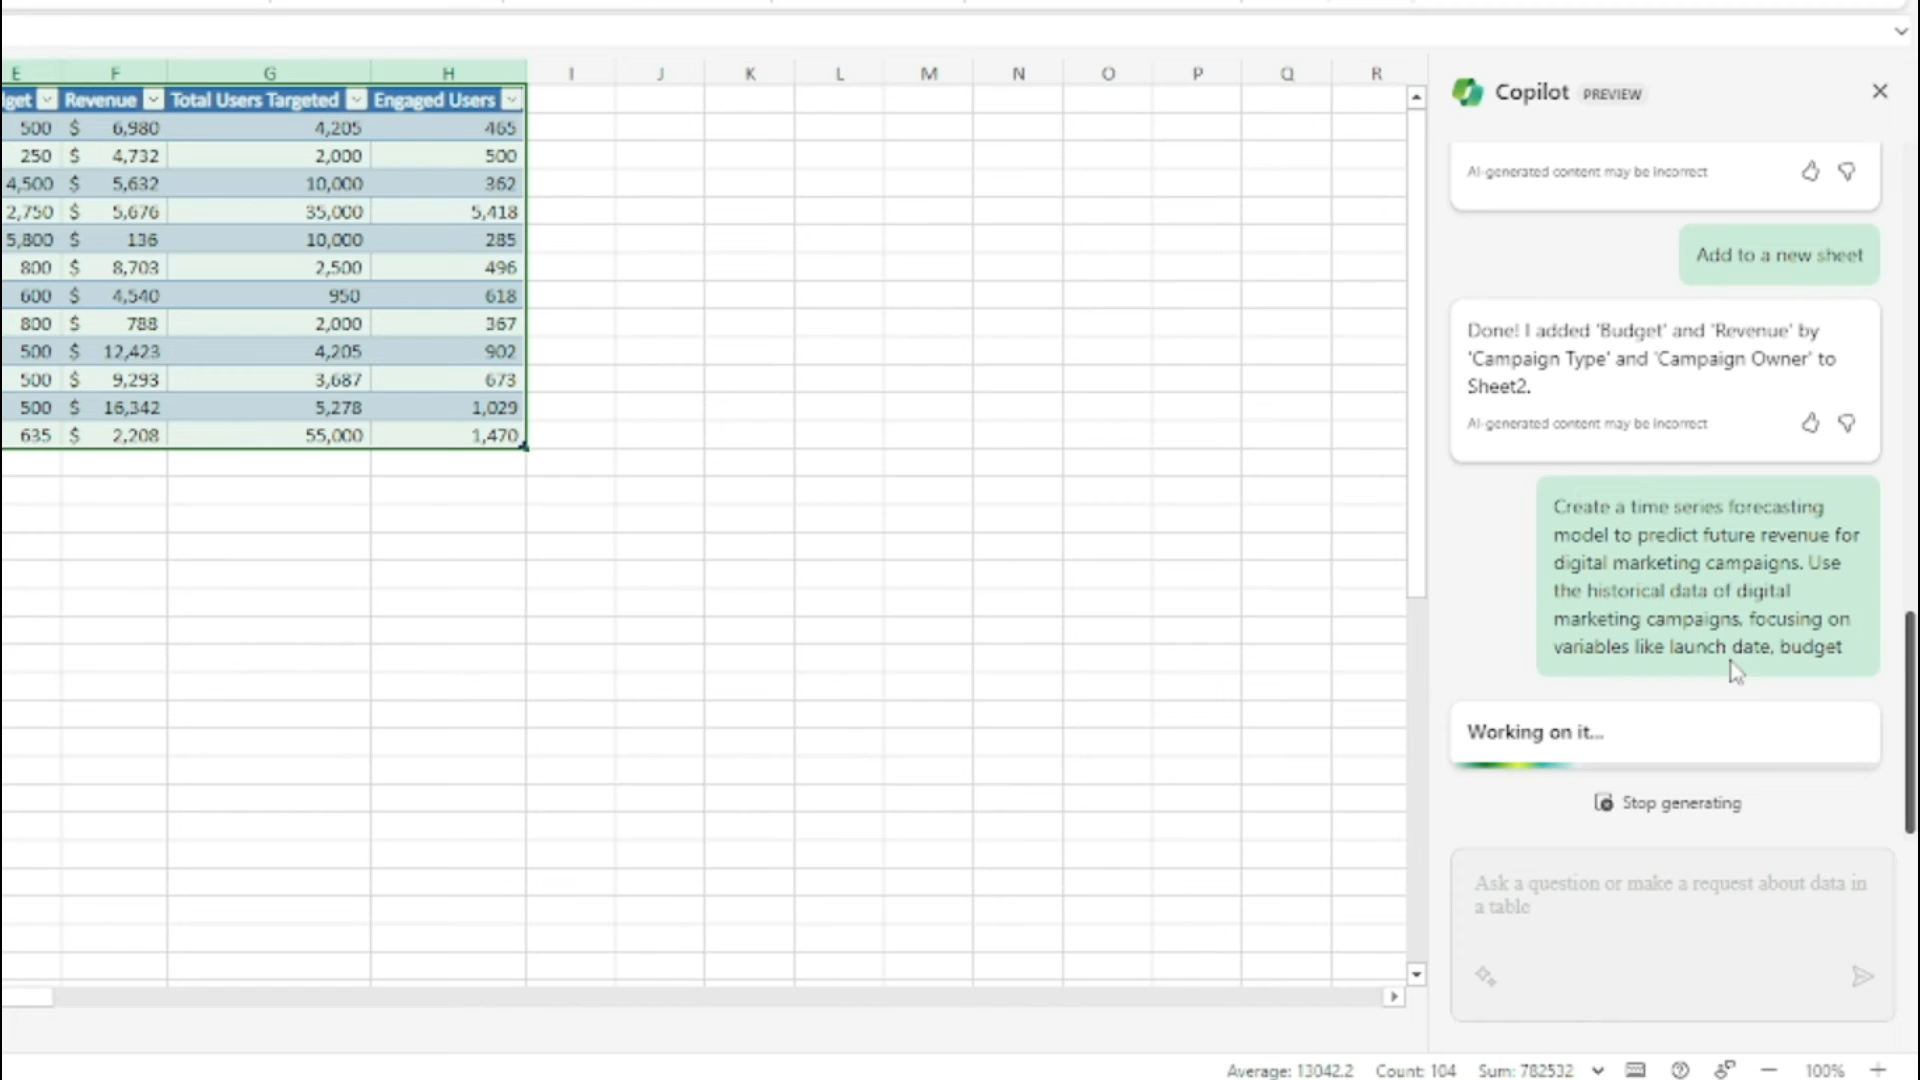 E F G H I J K L M N O P Q R
lget Revenue Total Users Targeted Engaged Users
500 $ 6,980 4,205 465
250 $ 4,732 2,000 500
4,500 $ 5,632 10,000 362
2,750 $ 5,676 35,000 5,418
5,800 $ 136 10,000 285
800 $ 8,703 2,500 496
600 $ 4,540 950 618
800 $ 788 2,000 367
500 $ 12,423 4,205 902
500 $ 9,293 3,687 673
500 $ 16,342 5,278 1,029
635 $ 2,208 55,000 1,470
Copilot PREVIEW
AI-generated content may be incorrect
Add to a new sheet
Done! I added 'Budget' and 'Revenue' by
'Campaign Type' and 'Campaign Owner' to
Sheet2.
AI-generated content may be incorrect
Create a time series forecasting
model to predict future revenue for
digital marketing campaigns. Use
the historical data of digital
marketing campaigns, focusing on
variables like launch date, budget
Working on it...
Stop generating
Ask a question or make a request about data in
a table
Average: 13042.2 Count: 104 Sum: 782532 100%